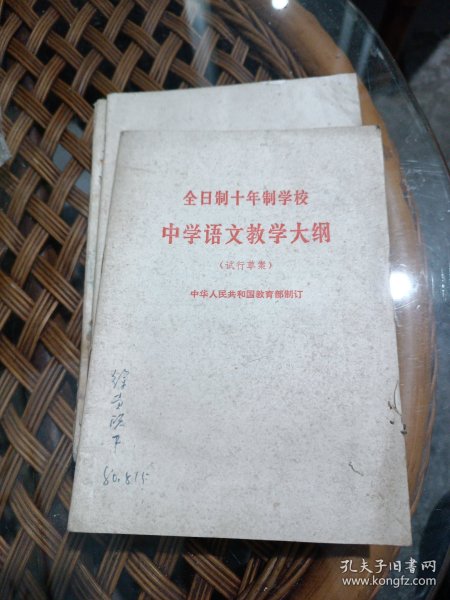 全日制十年制学校
中学语文教学大纲
（试行草案）
中华人民共和国教育部制订
80.8.15
孔夫子旧书网
www.kongfz.com